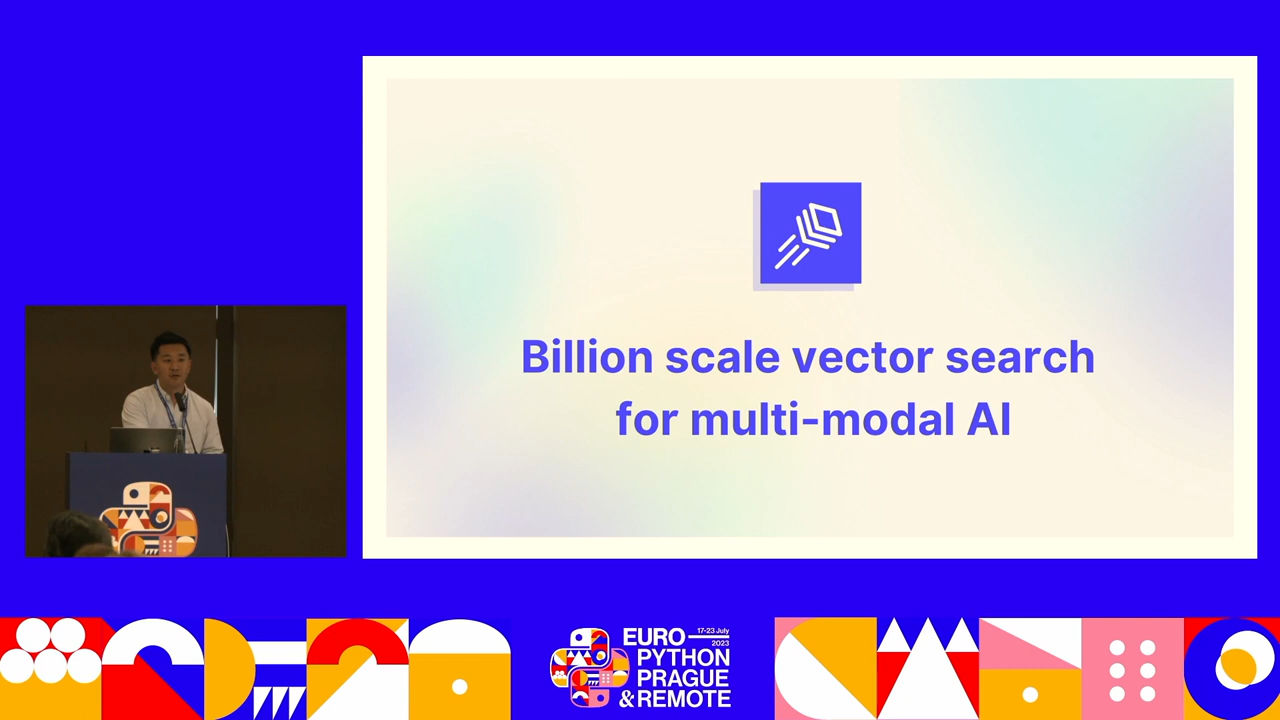 Billion scale vector search
for multi-modal AI
EURO
17-23 July
2023
PYTHON
PRAGUE
&REMOTE